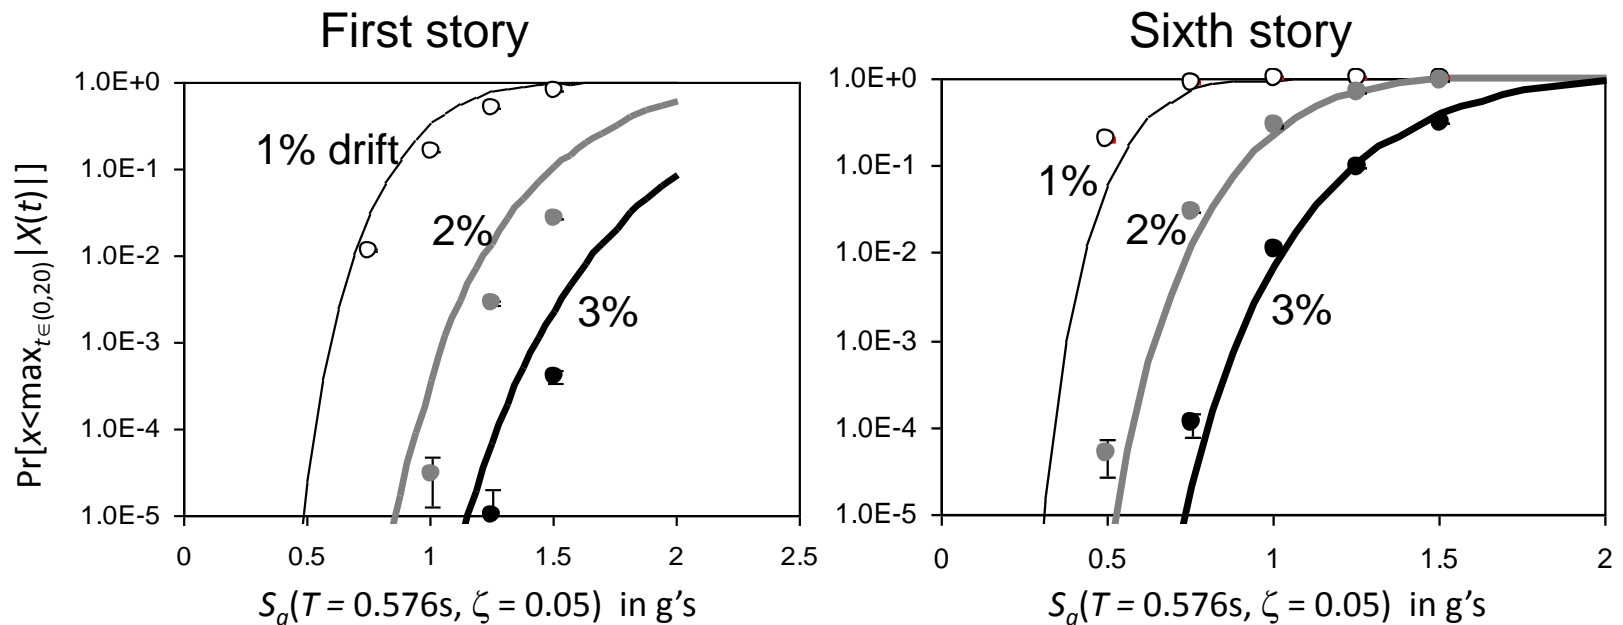 First story
Sixth story
Pr[x<max_{t∈(0,20)}|X(t)|]
1.0E+0
1.0E-1
1.0E-2
1.0E-3
1.0E-4
1.0E-5
1% drift
2%
3%
0 0.5 1 1.5 2 2.5
S_a(T = 0.576s, ζ = 0.05) in g's
1.0E+0
1.0E-1
1.0E-2
1.0E-3
1.0E-4
1.0E-5
1%
2%
3%
0 0.5 1 1.5 2
S_a(T = 0.576s, ζ = 0.05) in g's